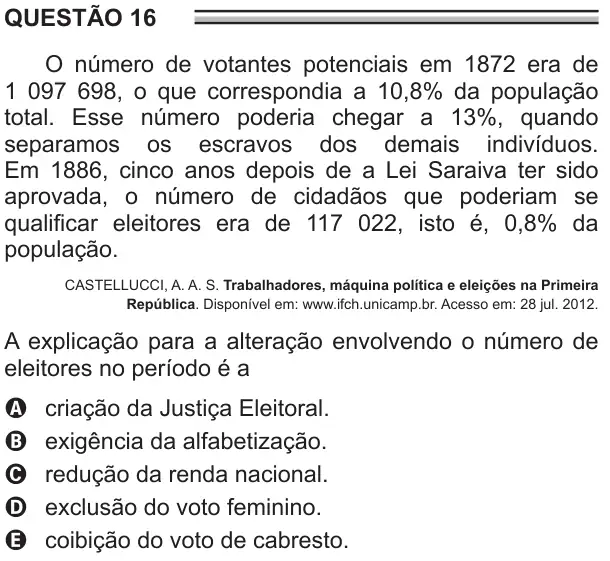 QUESTÃO 16
O número de votantes potenciais em 1872 era de
1 097 698, o que correspondia a 10,8% da população
total. Esse número poderia chegar a 13%, quando
separamos os escravos dos demais indivíduos.
Em 1886, cinco anos depois de a Lei Saraiva ter sido
aprovada, o número de cidadãos que poderiam se
qualificar eleitores era de 117 022, isto é, 0,8% da
população.
CASTELLUCCI, A. A. S. Trabalhadores, máquina política e eleições na Primeira
República. Disponível em: www.ifch.unicamp.br. Acesso em: 28 jul. 2012.
A explicação para a alteração envolvendo o número de
eleitores no período é a
A criação da Justiça Eleitoral.
B exigência da alfabetização.
C redução da renda nacional.
D exclusão do voto feminino.
E coibição do voto de cabresto.